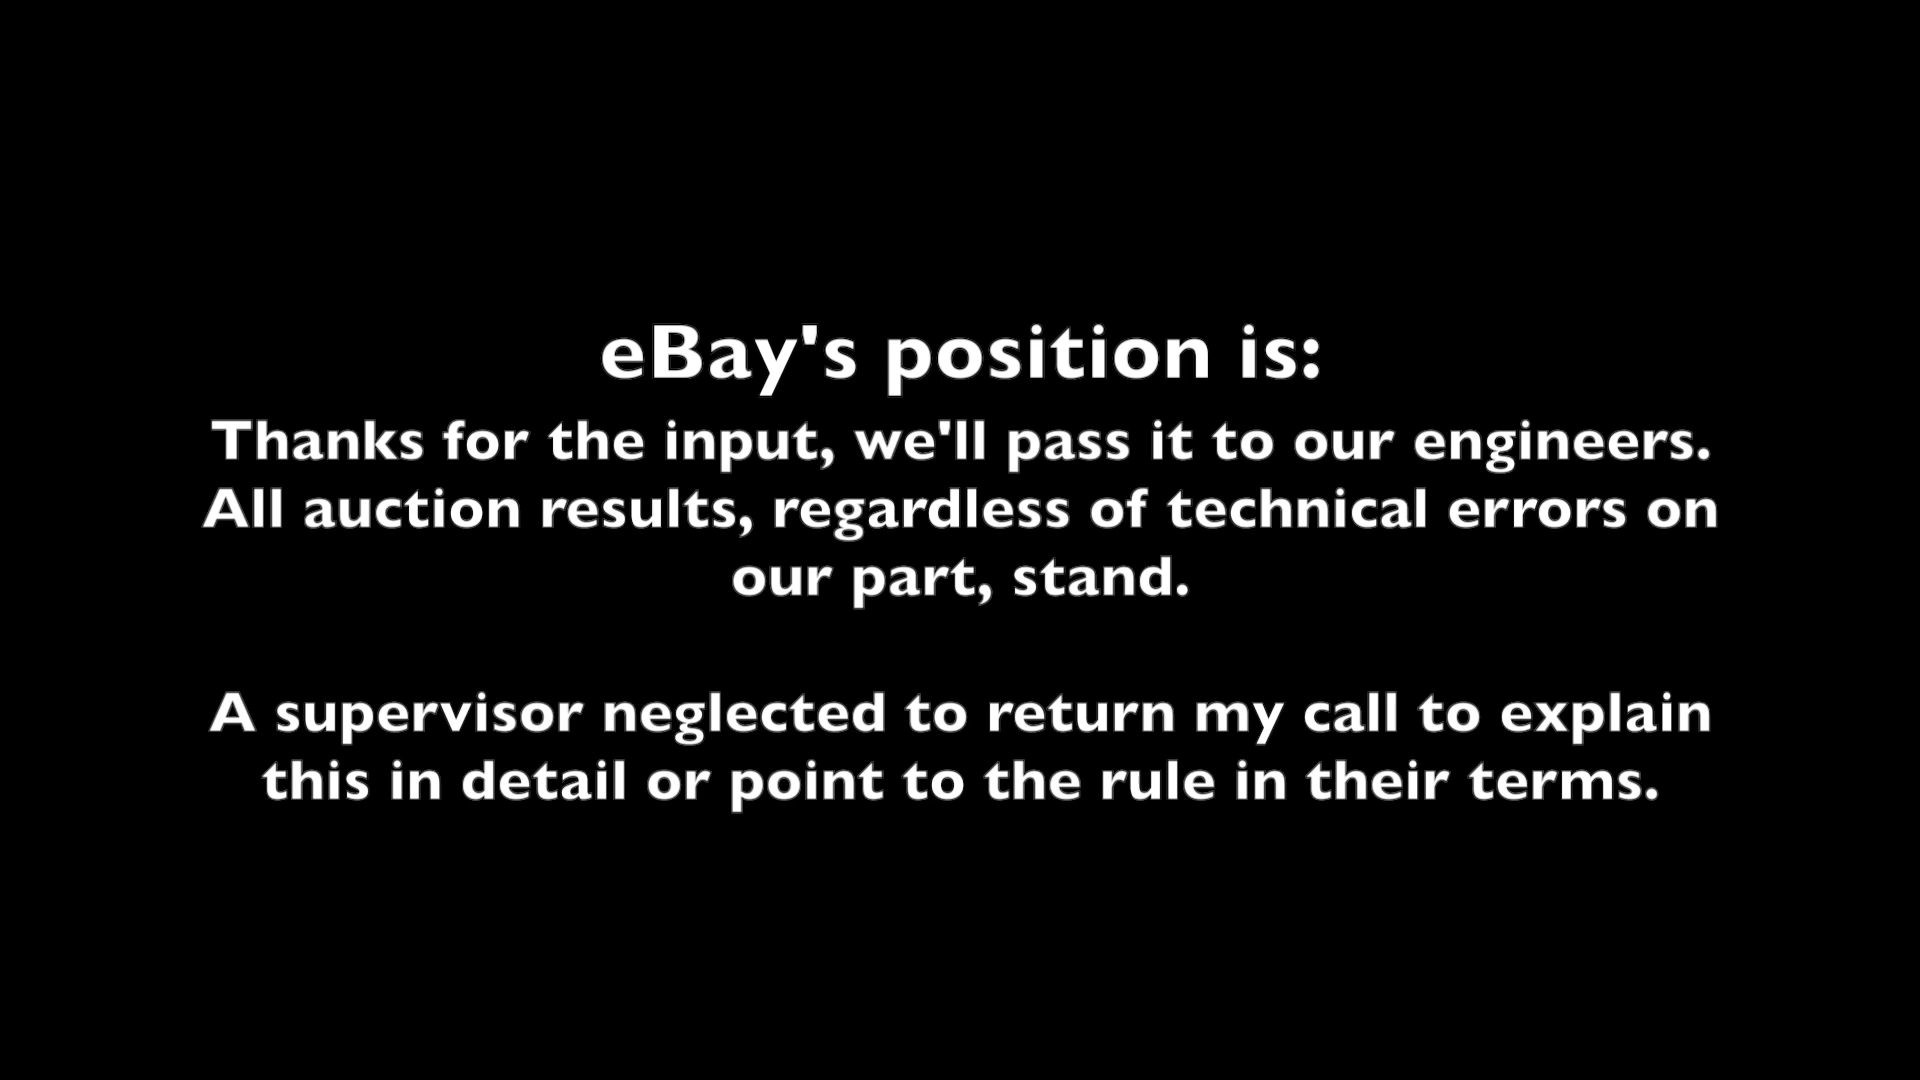 eBay's position is:
Thanks for the input, we'll pass it to our engineers.
All auction results, regardless of technical errors on
our part, stand.
A supervisor neglected to return my call to explain
this in detail or point to the rule in their terms.